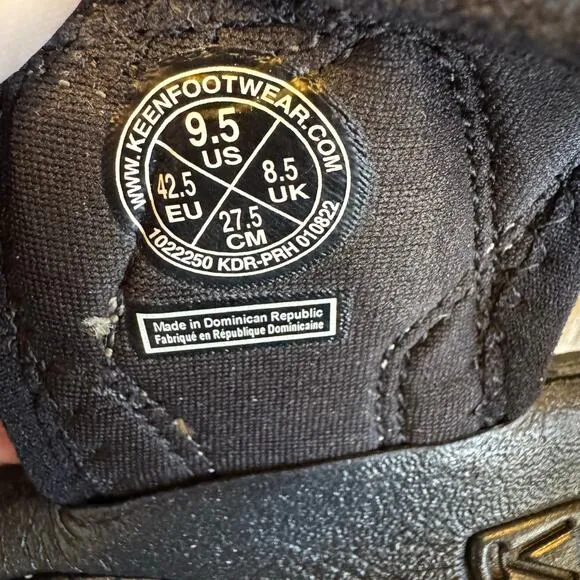 WWW.KEENFOOTWEAR.COM
9.5
US
42.5
EU
8.5
UK
27.5
CM
1022250 KDR-PRH 010822
Made in Dominican Republic
Fabriqué en République Dominicaine